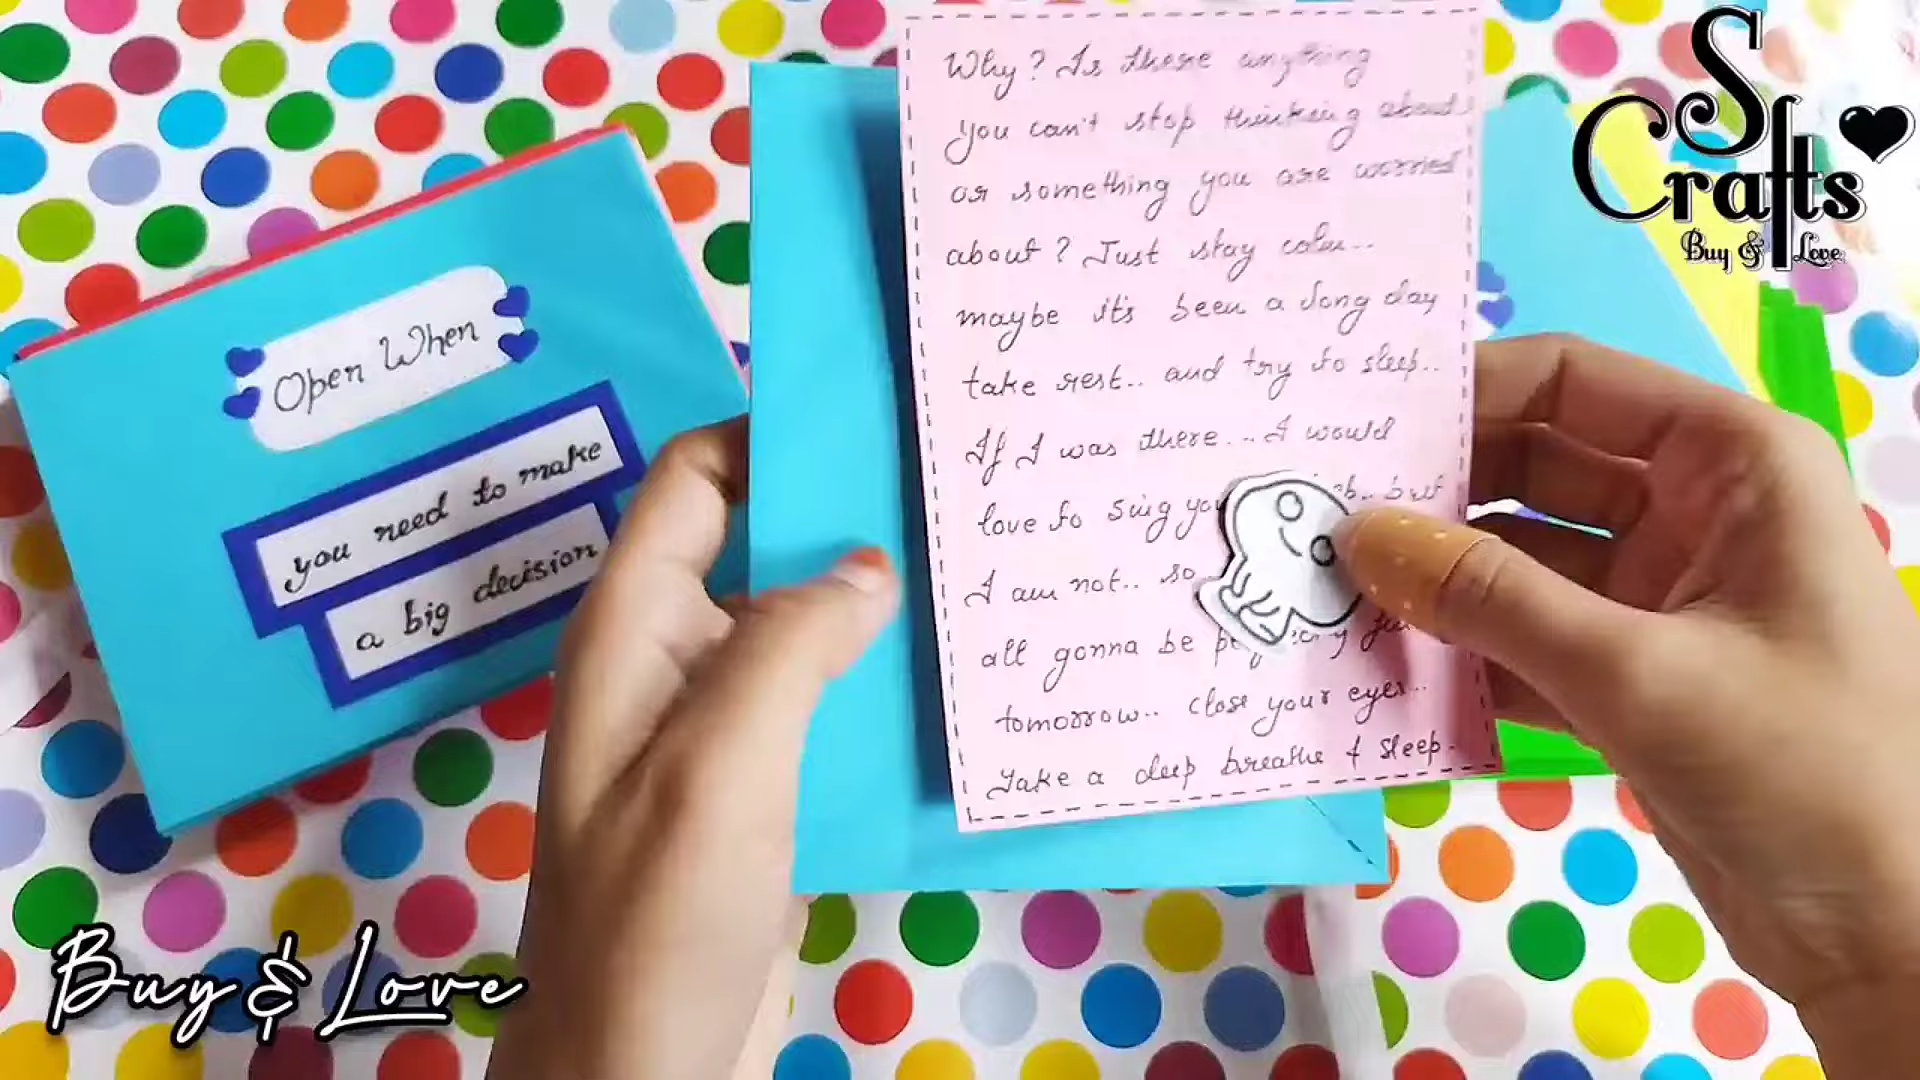 Open When
you need to make
a big decision
Why? Is there anything
you can't stop thinking about
or something you are worried
about? Just stay calm...
maybe it's been a long day
take rest.. and try to sleep..
If I was there... I would
love to sing you but
I am not.. so
all gonna be
tomorrow.. close your eyes...
Take a deep breathe & sleep.
S
Crafts
Buy & Love
Buy & Love